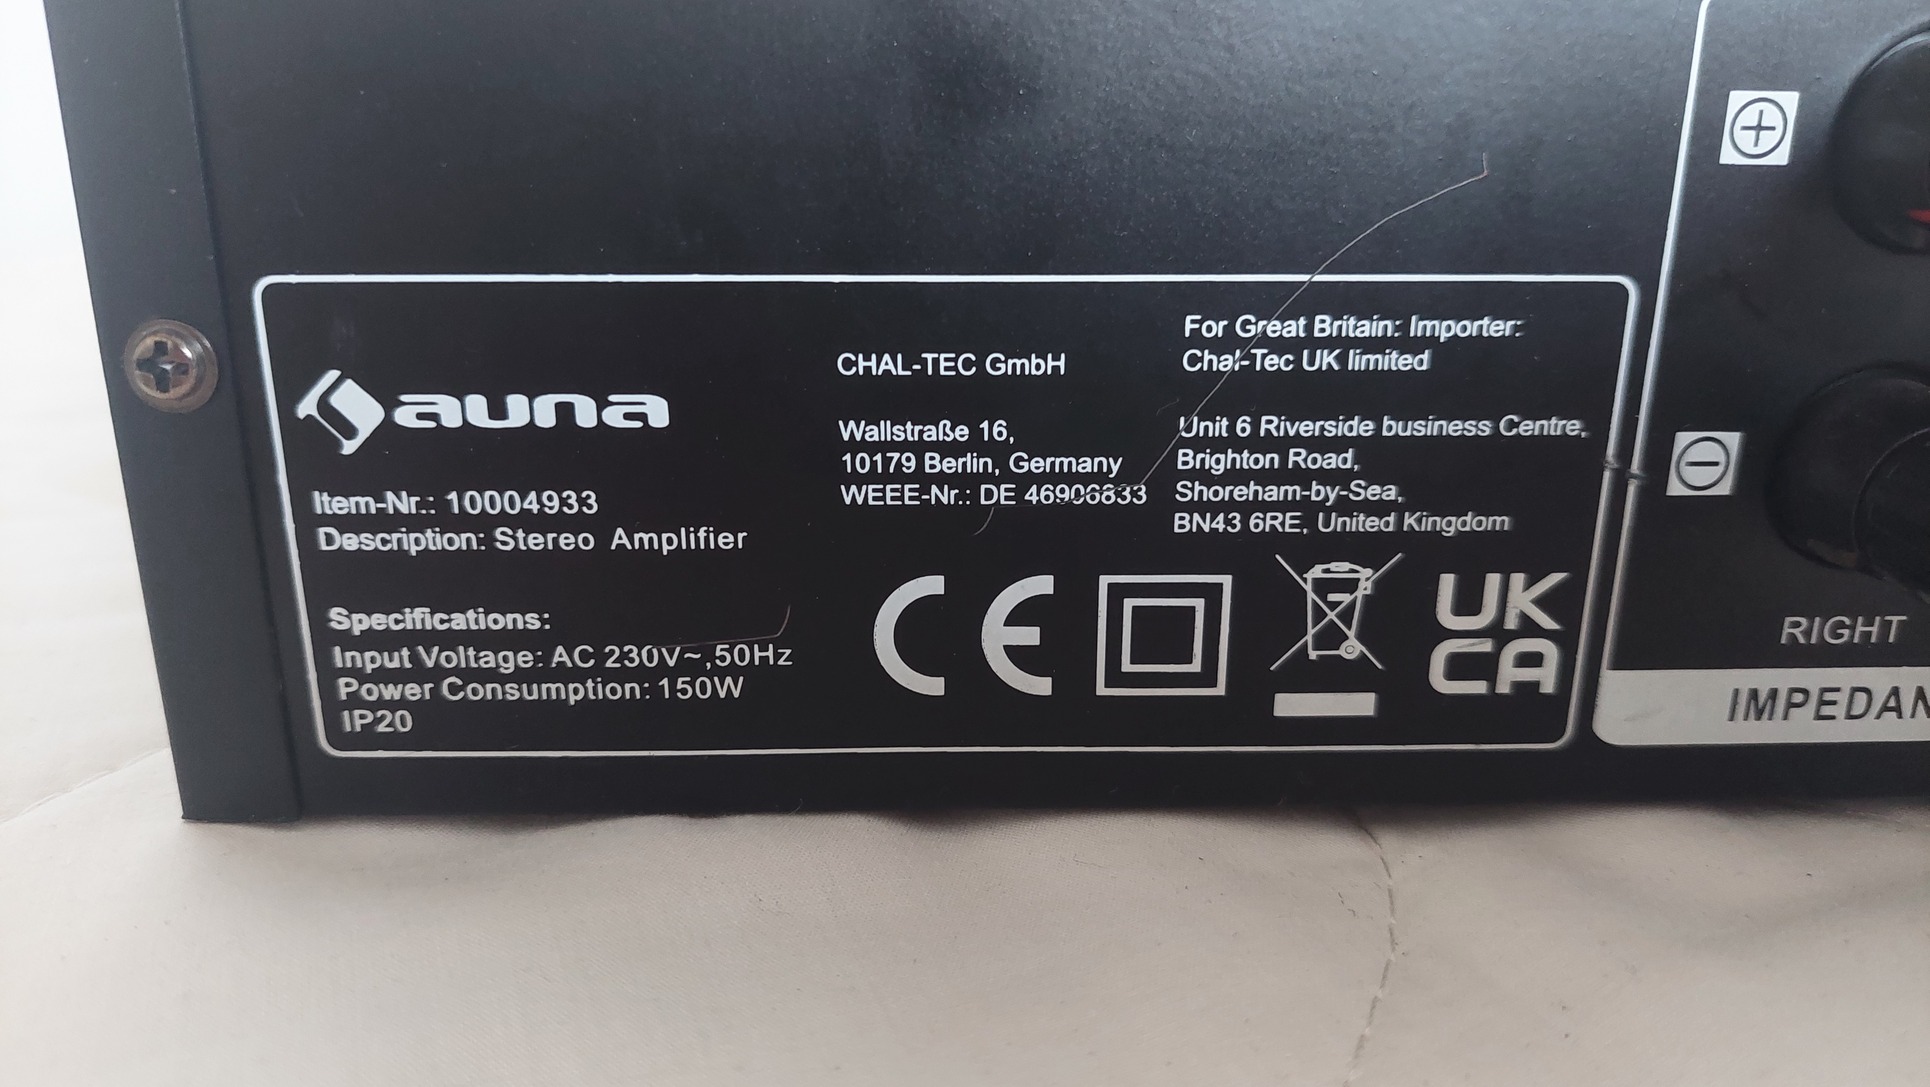 auna
Item-Nr.: 10004933
Description: Stereo Amplifier
Specifications:
Input Voltage: AC 230V~,50Hz
Power Consumption: 150W
IP20
CHAL-TEC GmbH
Wallstraße 16,
10179 Berlin, Germany
WEEE-Nr.: DE 46906833
For Great Britain: Importer:
Chal-Tec UK limited
Unit 6 Riverside business Centre,
Brighton Road,
Shoreham-by-Sea,
BN43 6RE, United Kingdom
CE
UK
CA
+
−
RIGHT
IMPEDAN